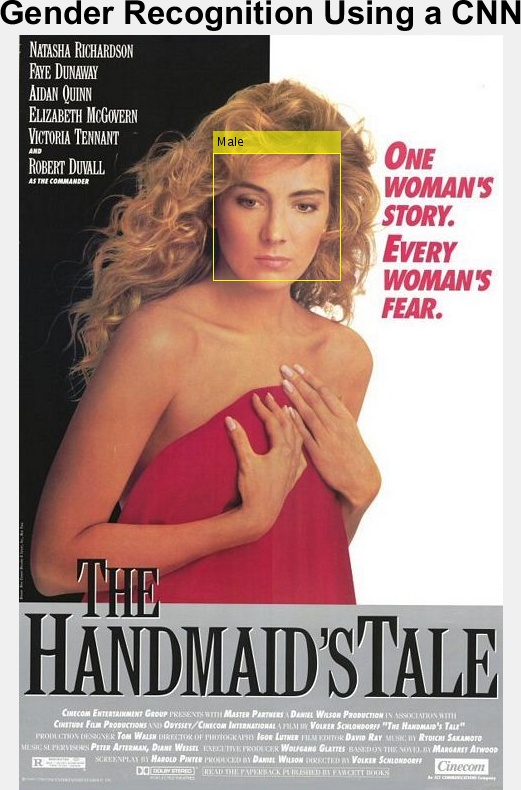 Gender Recognition Using a CNN
NATASHA RICHARDSON
FAYE DUNAWAY
AIDAN QUINN
ELIZABETH MCGOVERN
VICTORIA TENNANT
AND
ROBERT DUVALL
AS THE COMMANDER
Male
ONE
WOMAN'S
STORY.
EVERY
WOMAN'S
FEAR.
THE
HANDMAID'S TALE
CINECOM ENTERTAINMENT GROUP PRESENTS WITH MASTER PARTNERS A DANIEL WILSON PRODUCTION IN ASSOCIATION WITH
CINETUDE FILM PRODUCTIONS AND ODYSSEY/CINECOM INTERNATIONAL A FILM BY VOLKER SCHLONDORFF "THE HANDMAID'S TALE"
PRODUCTION DESIGNER TOM WALSH DIRECTOR OF PHOTOGRAPHY IGOR LUTHER FILM EDITOR DAVID RAY MUSIC BY RYUICHI SAKAMOTO
MUSIC SUPERVISORS PETER AFTERMAN, DIANE WESSEL EXECUTIVE PRODUCER WOLFGANG GLATTES BASED ON THE NOVEL BY MARGARET ATWOOD
SCREENPLAY BY HAROLD PINTER PRODUCED BY DANIEL WILSON DIRECTED BY VOLKER SCHLONDORFF
R RESTRICTED
DOLBY STEREO
READ THE PAPERBACK PUBLISHED BY FAWCETT BOOKS
Cinecom